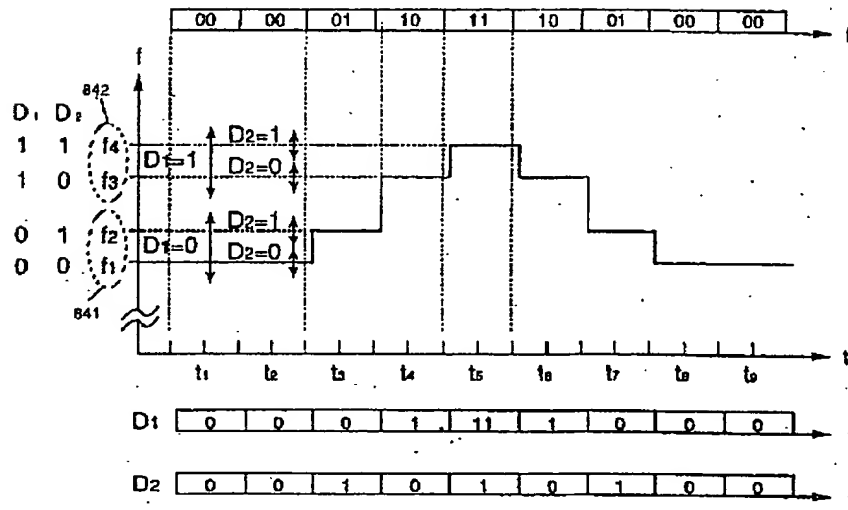 00 00 01 10 11 10 01 00 00
f
842
D1 D2
1 1 f4 D1=1 D2=1
1 0 f3 D2=0
0 1 f2 D1=0 D2=1
0 0 f1 D2=0
841
t
t1 t2 t3 t4 t5 t6 t7 t8 t9
D1 0 0 0 1 11 1 0 0 0
D2 0 0 1 0 1 0 1 0 0